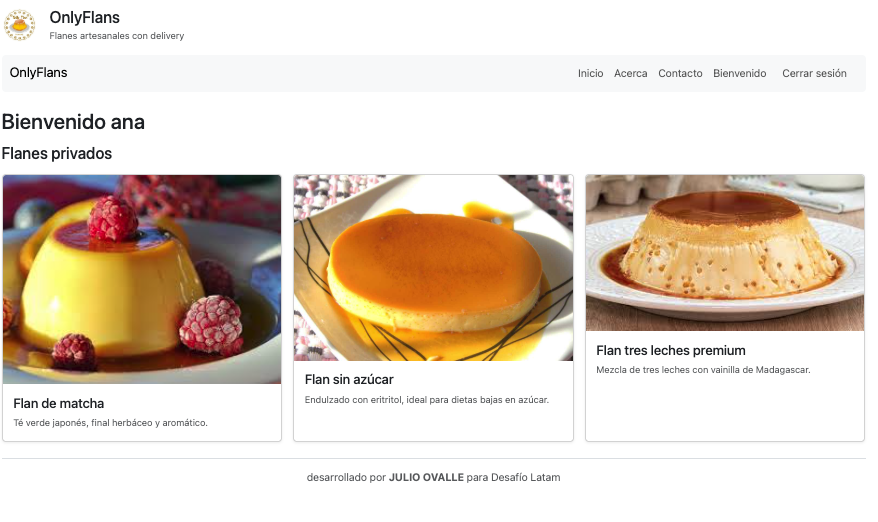 OnlyFlans
Flanes artesanales con delivery
OnlyFlans
Inicio Acerca Contacto Bienvenido Cerrar sesión
Bienvenido ana
Flanes privados
Flan de matcha
Té verde japonés, final herbáceo y aromático.
Flan sin azúcar
Endulzado con eritritol, ideal para dietas bajas en azúcar.
Flan tres leches premium
Mezcla de tres leches con vainilla de Madagascar.
desarrollado por JULIO OVALLE para Desafío Latam